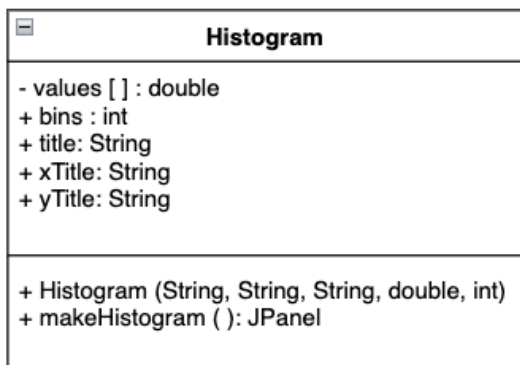 Histogram
- values [ ] : double
+ bins : int
+ title: String
+ xTitle: String
+ yTitle: String
+ Histogram (String, String, String, double, int)
+ makeHistogram ( ): JPanel